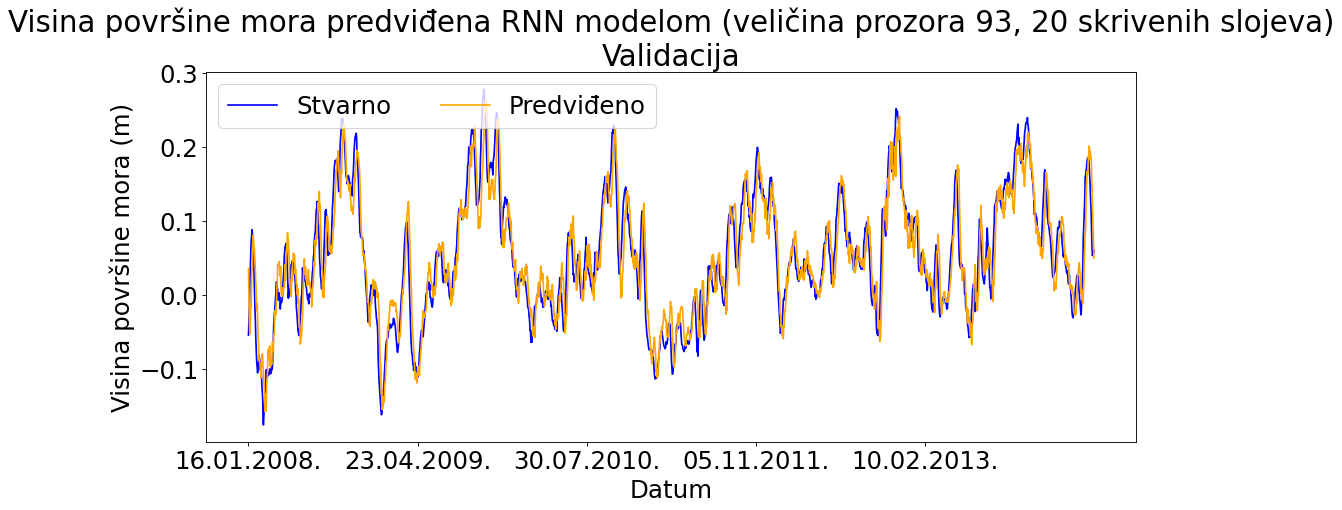 Visina površine mora predviđena RNN modelom (veličina prozora 93, 20 skrivenih slojeva)
Validacija
Stvarno
Predviđeno
Visina površine mora (m)
0.3
0.2
0.1
0.0
−0.1
16.01.2008.
23.04.2009.
30.07.2010.
05.11.2011.
10.02.2013.
Datum